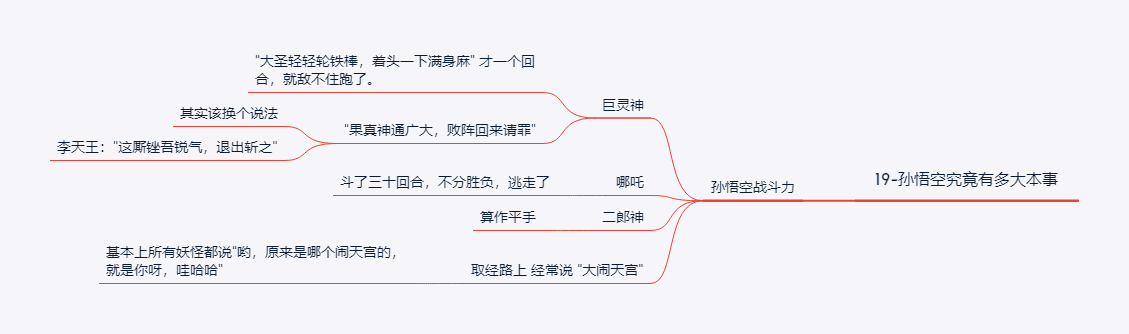 19-孙悟空究竟有多大本事
孙悟空战斗力
巨灵神
"大圣轻轻轮铁棒，着头一下满身麻" 才一个回
合，就敌不住跑了。
"果真神通广大，败阵回来请罪"
其实该换个说法
李天王："这厮锉吾锐气，退出斩之"
哪吒
斗了三十回合，不分胜负，逃走了
二郎神
算作平手
取经路上 经常说 "大闹天宫"
基本上所有妖怪都说"哟，原来是哪个闹天宫的，
就是你呀，哇哈哈"